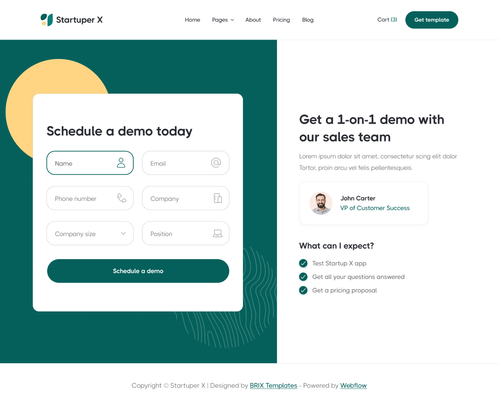 Startuper X
Home Pages About Pricing Blog
Cart (3)
Get template
Schedule a demo today
Name
Email
Phone number
Company
Company size
Position
Schedule a demo
Get a 1-on-1 demo with
our sales team
Lorem ipsum dolor sit amet, consectetur scing elit dolor
Tortor, proin arcu vel felis pellentesques.
John Carter
VP of Customer Success
What can I expect?
Test Startup X app
Get all your questions answered
Get a pricing proposal
Copyright © Startuper X | Designed by BRIX Templates - Powered by Webflow